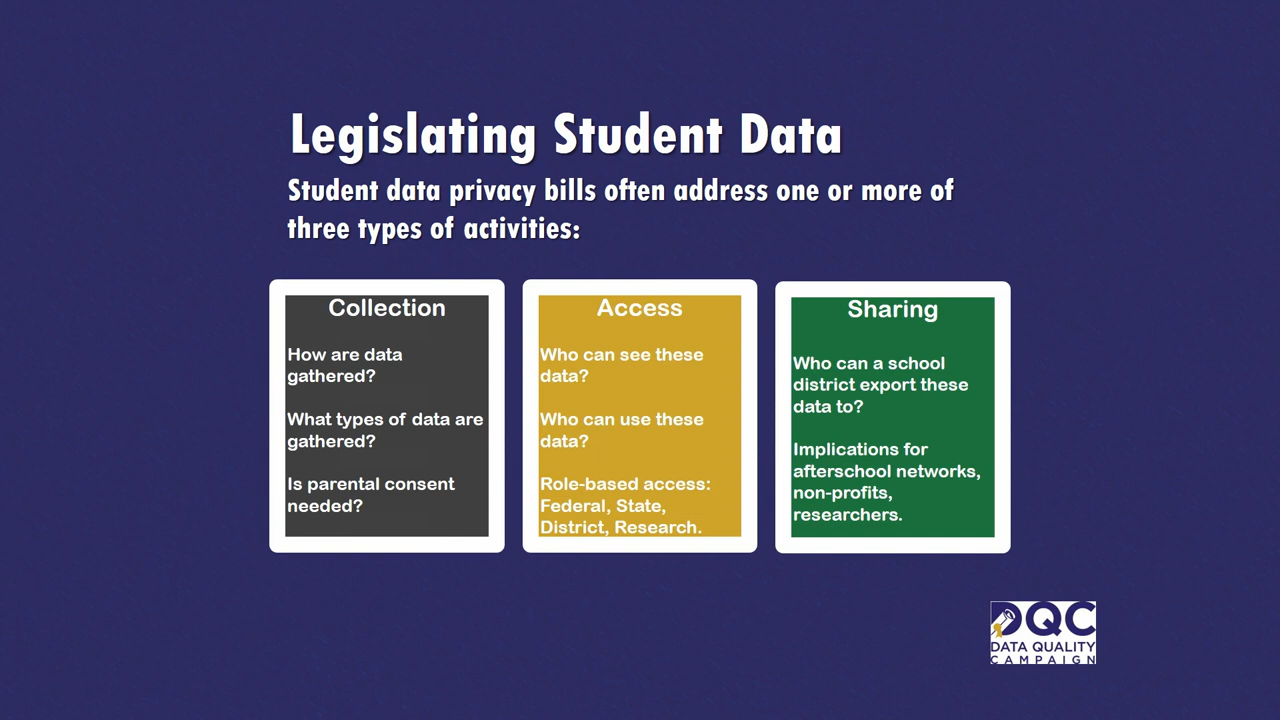 Legislating Student Data
Student data privacy bills often address one or more of
three types of activities:
Collection
How are data
gathered?
What types of data are
gathered?
Is parental consent
needed?
Access
Who can see these
data?
Who can use these
data?
Role-based access:
Federal, State,
District, Research.
Sharing
Who can a school
district export these
data to?
Implications for
afterschool networks,
non-profits,
researchers.
DQC
DATA QUALITY
CAMPAIGN